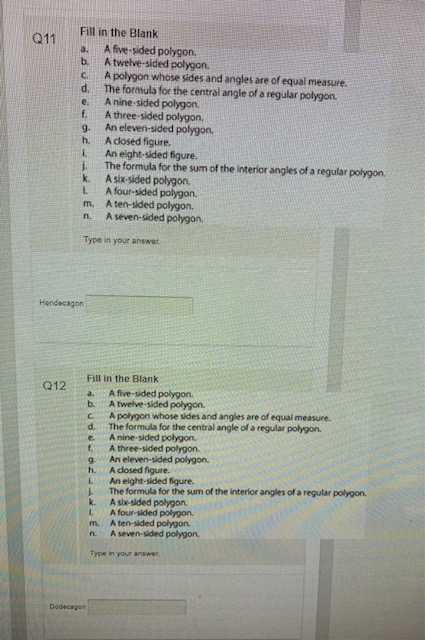 Q11
Fill in the Blank
a. A five-sided polygon.
b. A twelve-sided polygon.
c. A polygon whose sides and angles are of equal measure.
d. The formula for the central angle of a regular polygon.
e. A nine-sided polygon.
f. A three-sided polygon.
g. An eleven-sided polygon.
h. A closed figure.
i. An eight-sided figure.
j. The formula for the sum of the interior angles of a regular polygon.
k. A six-sided polygon.
l. A four-sided polygon.
m. A ten-sided polygon.
n. A seven-sided polygon.
Type in your answer.
Hendecagon
Q12
Fill in the Blank
a. A five-sided polygon.
b. A twelve-sided polygon.
c. A polygon whose sides and angles are of equal measure.
d. The formula for the central angle of a regular polygon.
e. A nine-sided polygon.
f. A three-sided polygon.
g. An eleven-sided polygon.
h. A closed figure.
i. An eight-sided figure.
j. The formula for the sum of the interior angles of a regular polygon.
k. A six-sided polygon.
l. A four-sided polygon.
m. A ten-sided polygon.
n. A seven-sided polygon.
Type in your answer.
Dodecagon